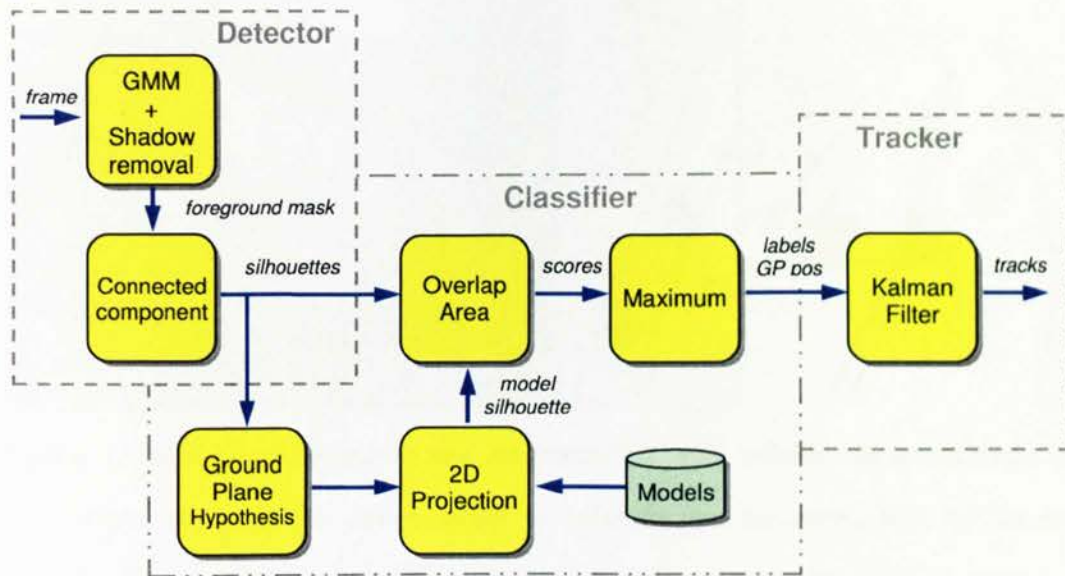 Detector
frame
GMM
+
Shadow
removal
foreground mask
Connected
component
silhouettes
Classifier
Overlap
Area
scores
Maximum
labels
GP pos
Tracker
Kalman
Filter
tracks
model
silhouette
Ground
Plane
Hypothesis
2D
Projection
Models